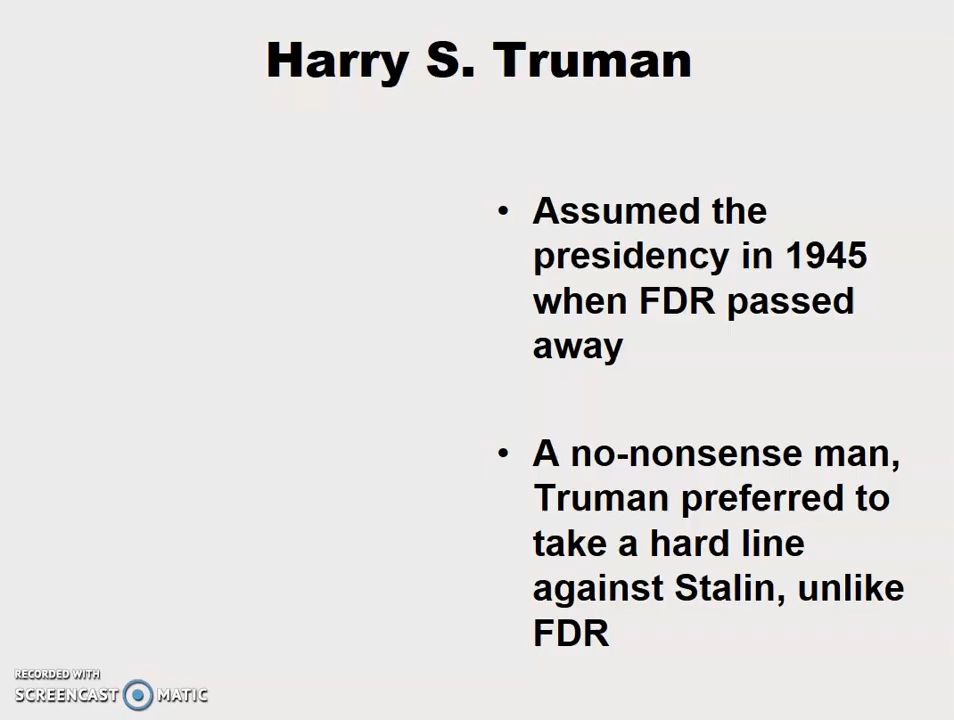 Harry S. Truman
• Assumed the
presidency in 1945
when FDR passed
away
• A no-nonsense man,
Truman preferred to
take a hard line
against Stalin, unlike
FDR
RECORDED WITH
SCREENCAST MATIC